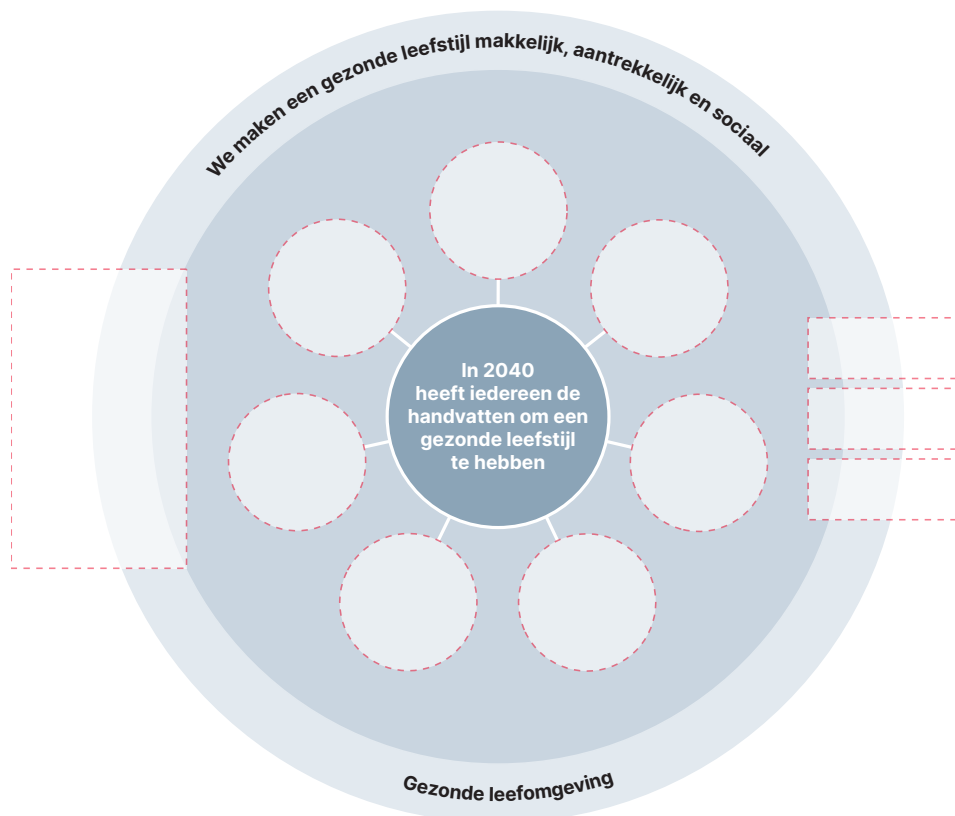 We maken een gezonde leefstijl makkelijk, aantrekkelijk en sociaal
In 2040
heeft iedereen de
handvatten om een
gezonde leefstijl
te hebben
Gezonde leefomgeving